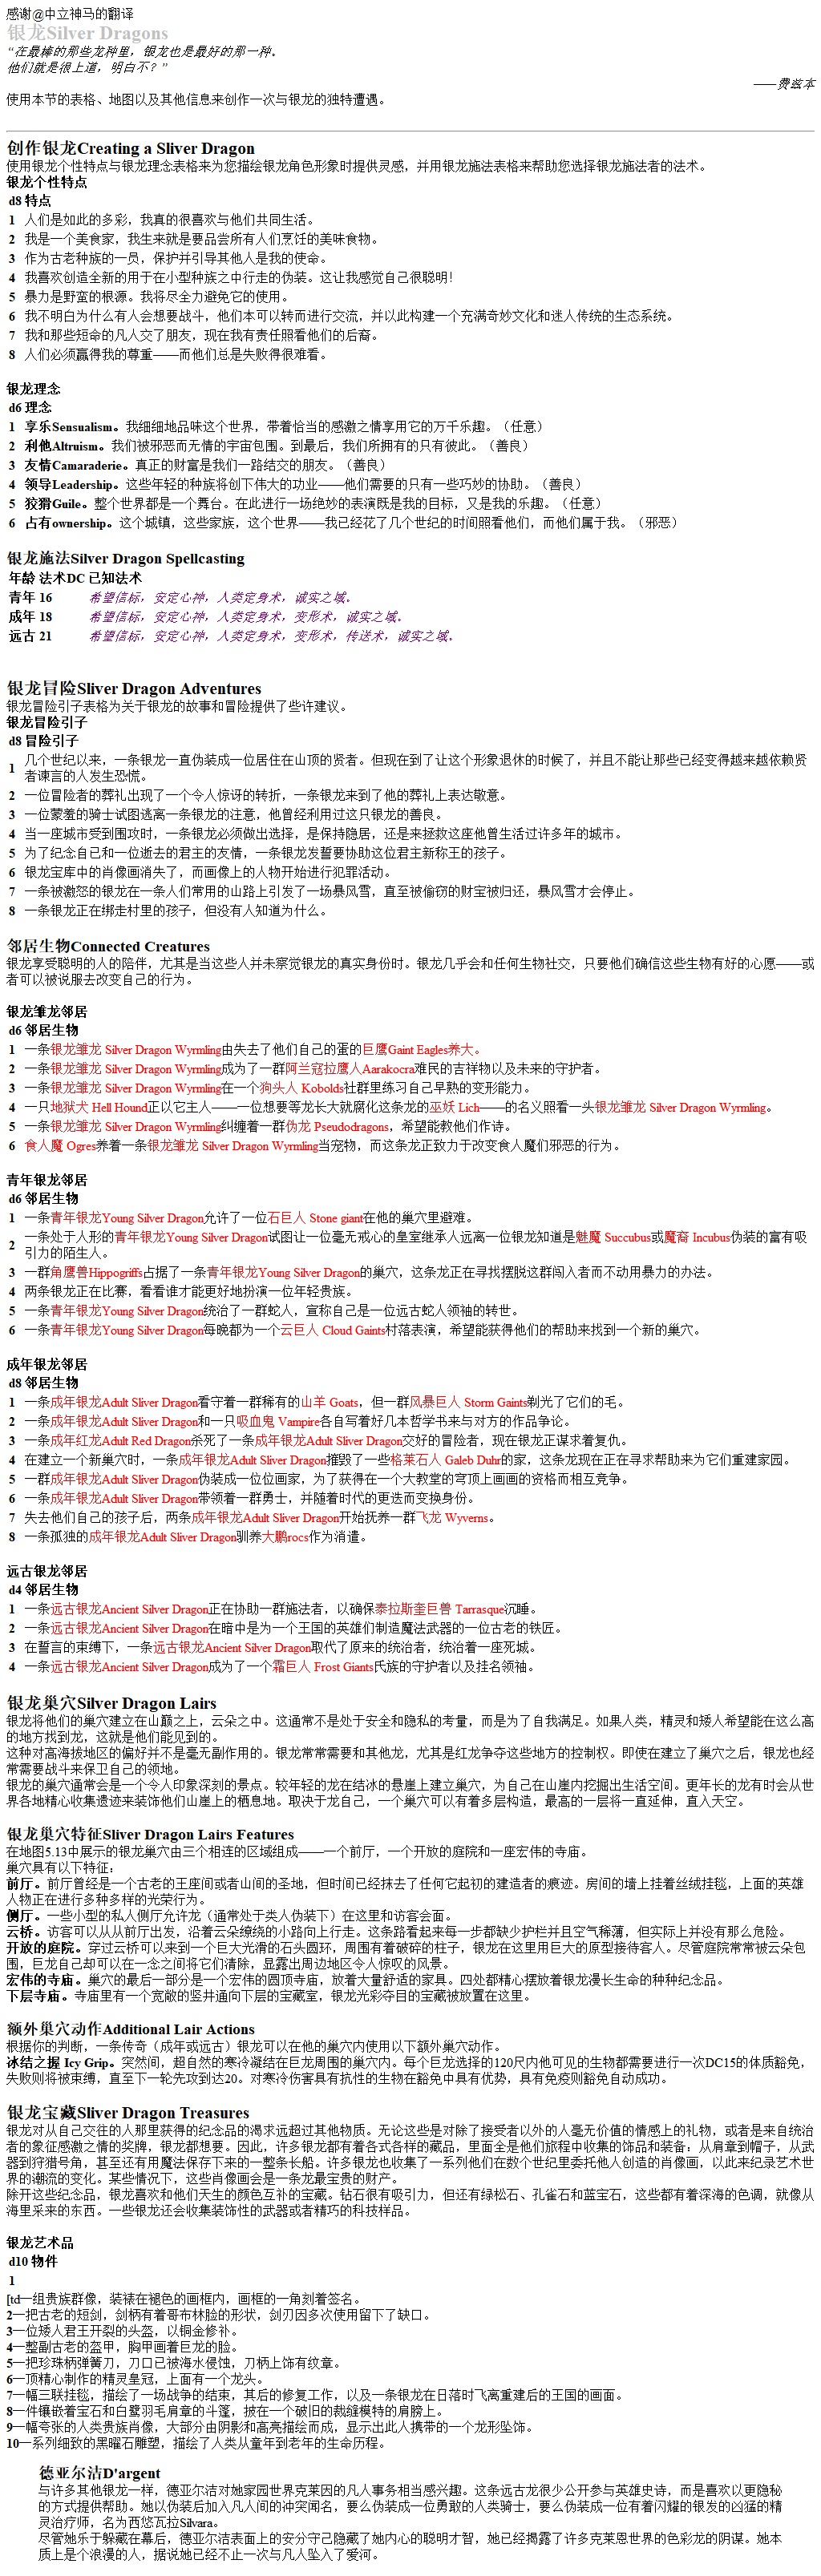 感谢@中立神马的翻译
银龙Silver Dragons
“在最棒的那些龙种里，银龙也是最好的那一种。
他们就是很上道，明白不？”
——费兹本
使用本节的表格、地图以及其他信息来创作一次与银龙的独特遭遇。
创作银龙Creating a Sliver Dragon
使用银龙个性特点与银龙理念表格来为您描绘银龙角色形象时提供灵感，并用银龙施法表格来帮助您选择银龙施法者的法术。
银龙个性特点
d8 特点
1 人们是如此的多彩，我真的很喜欢与他们共同生活。
2 我是一个美食家，我生来就是要品尝所有人们烹饪的美味食物。
3 作为古老种族的一员，保护并引导其他人是我的使命。
4 我喜欢创造全新的用于在小型种族之中行走的伪装。这让我感觉自己很聪明！
5 暴力是野蛮的根源。我将尽全力避免它的使用。
6 我不明白为什么有人会想要战斗，他们本可以转而进行交流，并以此构建一个充满奇妙文化和迷人传统的生态系统。
7 我和那些短命的凡人交了朋友，现在我有责任照看他们的后裔。
8 人们必须赢得我的尊重——而他们总是失败得很难看。
银龙理念
d6 理念
1 享乐Sensualism。我细细地品味这个世界，带着恰当的感激之情享用它的万千乐趣。（任意）
2 利他Altruism。我们被邪恶而无情的宇宙包围。到最后，我们所拥有的只有彼此。（善良）
3 友情Camaraderie。真正的财富是我们一路结交的朋友。（善良）
4 领导Leadership。这些年轻的种族将创下伟大的功业——他们需要的只有一些巧妙的协助。（善良）
5 狡猾Guile。整个世界都是一个舞台。在此进行一场绝妙的表演既是我的目标，又是我的乐趣。（任意）
6 占有ownership。这个城镇，这些家族，这个世界——我已经花了几个世纪的时间照看他们，而他们属于我。（邪恶）
银龙施法Silver Dragon Spellcasting
年龄 法术DC 已知法术
青年 16 希望信标，安定心神，人类定身术，诚实之域。
成年 18 希望信标，安定心神，人类定身术，变形术，诚实之域。
远古 21 希望信标，安定心神，人类定身术，变形术，传送术，诚实之域。
银龙冒险Sliver Dragon Adventures
银龙冒险引子表格为关于银龙的故事和冒险提供了些许建议。
银龙冒险引子
d8 冒险引子
1 几个世纪以来，一条银龙一直伪装成一位居住在山顶的贤者。但现在到了让这个形象退休的时候了，并且不能让那些已经变得越来越依赖贤
者谏言的人发生恐慌。
2 一位冒险者的葬礼出现了一个令人惊讶的转折，一条银龙来到了他的葬礼上表达敬意。
3 一位蒙羞的骑士试图逃离一条银龙的注意，他曾经利用过这只银龙的善良。
4 当一座城市受到围攻时，一条银龙必须做出选择，是保持隐居，还是来拯救这座他曾生活过许多年的城市。
5 为了纪念自己和一位逝去的君主的友情，一条银龙发誓要协助这位君主新称王的孩子。
6 银龙宝库中的肖像画消失了，而画像上的人物开始进行犯罪活动。
7 一条被激怒的银龙在一条人们常用的山路上引发了一场暴风雪，直至被偷窃的财宝被归还，暴风雪才会停止。
8 一条银龙正在绑走村里的孩子，但没有人知道为什么。
邻居生物Connected Creatures
银龙享受聪明的人的陪伴，尤其是当这些人并未察觉银龙的真实身份时。银龙几乎会和任何生物社交，只要他们确信这些生物有好的心愿——或
者可以被说服去改变自己的行为。
银龙雏龙邻居
d6 邻居生物
1 一条银龙雏龙 Silver Dragon Wyrmling由失去了他们自己的蛋的巨鹰Gaint Eagles养大。
2 一条银龙雏龙 Silver Dragon Wyrmling成为了一群阿兰寇拉鹰人Aarakocra难民的吉祥物以及未来的守护者。
3 一条银龙雏龙 Silver Dragon Wyrmling在一个狗头人 Kobolds社群里练习自己早熟的变形能力。
4 一只地狱犬 Hell Hound正以它主人——一位想要等龙长大就腐化这条龙的巫妖 Lich——的名义照看一头银龙雏龙 Silver Dragon Wyrmling。
5 一条银龙雏龙 Silver Dragon Wyrmling纠缠着一群伪龙 Pseudodragons，希望能教他们作诗。
6 食人魔 Ogres养着一条银龙雏龙 Silver Dragon Wyrmling当宠物，而这条龙正致力于改变食人魔们邪恶的行为。
青年银龙邻居
d6 邻居生物
1 一条青年银龙Young Silver Dragon允许了一位石巨人 Stone giant在他的巢穴里避难。
2 一条处于人形的青年银龙Young Silver Dragon试图让一位毫无戒心的皇室继承人远离一位银龙知道是魅魔 Succubus或魔裔 Incubus伪装的富有吸
引力的陌生人。
3 一群角鹰兽Hippogriffs占据了一条青年银龙Young Silver Dragon的巢穴，这条龙正在寻找摆脱这群闯入者而不动用暴力的办法。
4 两条银龙正在比赛，看看谁才能更好地扮演一位年轻贵族。
5 一条青年银龙Young Silver Dragon统治了一群蛇人，宣称自己是一位远古蛇人领袖的转世。
6 一条青年银龙Young Silver Dragon每晚都为一个云巨人 Cloud Gaints村落表演，希望能获得他们的帮助来找到一个新的巢穴。
成年银龙邻居
d8 邻居生物
1 一条成年银龙Adult Sliver Dragon看守着一群稀有的山羊 Goats，但一群风暴巨人 Storm Gaints剃光了它们的毛。
2 一条成年银龙Adult Sliver Dragon和一只吸血鬼 Vampire各自写着好几本哲学书来与对方的作品争论。
3 一条成年红龙Adult Red Dragon杀死了一条成年银龙Adult Sliver Dragon交好的冒险者，现在银龙正谋求着复仇。
4 在建立一个新巢穴时，一条成年银龙Adult Sliver Dragon摧毁了一些格莱石人 Galeb Duhr的家，这条龙现在正在寻求帮助来为它们重建家园。
5 一群成年银龙Adult Sliver Dragon伪装成一位位画家，为了获得在一个大教堂的穹顶上画画的资格而相互竞争。
6 一条成年银龙Adult Sliver Dragon带领着一群勇士，并随着时代的更迭而变换身份。
7 失去他们自己的孩子后，两条成年银龙Adult Sliver Dragon开始抚养一群飞龙 Wyverns。
8 一条孤独的成年银龙Adult Sliver Dragon驯养大鹏rocs作为消遣。
远古银龙邻居
d4 邻居生物
1 一条远古银龙Ancient Silver Dragon正在协助一群施法者，以确保泰拉斯奎巨兽 Tarrasque沉睡。
2 一条远古银龙Ancient Silver Dragon在暗中是为一个王国的英雄们制造魔法武器的一位古老的铁匠。
3 在誓言的束缚下，一条远古银龙Ancient Silver Dragon取代了原来的统治者，统治着一座死城。
4 一条远古银龙Ancient Silver Dragon成为了一个霜巨人 Frost Giants氏族的守护者以及挂名领袖。
银龙巢穴Silver Dragon Lairs
银龙将他们的巢穴建立在山巅之上，云朵之中。这通常不是处于安全和隐私的考量，而是为了自我满足。如果人类，精灵和矮人希望能在这么高
的地方找到龙，这就是他们能见到的。
这种对高海拔地区的偏好并不是毫无副作用的。银龙常常需要和其他龙，尤其是红龙争夺这些地方的控制权。即使在建立了巢穴之后，银龙也经
常需要战斗来保卫自己的领地。
银龙的巢穴通常会是一个令人印象深刻的景点。较年轻的龙在结冰的悬崖上建立巢穴，为自己在山崖内挖掘出生活空间。更年长的龙有时会从世
界各地精心收集遗迹来装饰他们山崖上的栖息地。取决于龙自己，一个巢穴可以有着多层构造，最高的一层将一直延伸，直入天空。
银龙巢穴特征Sliver Dragon Lairs Features
在地图5.13中展示的银龙巢穴由三个相连的区域组成——一个前厅，一个开放的庭院和一座宏伟的寺庙。
巢穴具有以下特征：
前厅。前厅曾经是一个古老的王座间或者山间的圣地，但时间已经抹去了任何它起初的建造者的痕迹。房间的墙上挂着丝绒挂毯，上面的英雄
人物正在进行多种多样的光荣行为。
侧厅。一些小型的私人侧厅允许龙（通常处于类人伪装下）在这里和访客会面。
云桥。访客可以从从前厅出发，沿着云朵缭绕的小路向上行走。这条路看起来每一步都缺少护栏并且空气稀薄，但实际上并没有那么危险。
开放的庭院。穿过云桥可以来到一个巨大光滑的石头圆环，周围有着破碎的柱子，银龙在这里用巨大的原型接待客人。尽管庭院常常被云朵包
围，巨龙自己却可以在一念之间将它们清除，显露出周边地区令人惊叹的风景。
宏伟的寺庙。巢穴的最后一部分是一个宏伟的圆顶寺庙，放着大量舒适的家具。四处都精心摆放着银龙漫长生命的种种纪念品。
下层寺庙。寺庙里有一个宽敞的竖井通向下层的宝藏室，银龙光彩夺目的宝藏被放置在这里。
额外巢穴动作Additional Lair Actions
根据你的判断，一条传奇（成年或远古）银龙可以在他的巢穴内使用以下额外巢穴动作。
冰结之握 Icy Grip。突然间，超自然的寒冷凝结在巨龙周围的巢穴内。每个巨龙选择的120尺内他可见的生物都需要进行一次DC15的体质豁免，
失败则将被束缚，直至下一轮先攻到达20。对寒冷伤害具有抗性的生物在豁免中具有优势，具有免疫则豁免自动成功。
银龙宝藏Sliver Dragon Treasures
银龙对从自己交往的人那里获得的纪念品的渴求远超过其他物质。无论这些是对除了接受者以外的人毫无价值的情感上的礼物，或者是来自统治
者的象征感激之情的奖牌，银龙都想要。因此，许多银龙都有着各式各样的藏品，里面全是他们旅程中收集的饰品和装备：从肩章到帽子，从武
器到狩猎号角，甚至还有用魔法保存下来的一整条长船。许多银龙也收集了一系列他们在数个世纪里委托他人创造的肖像画，以此来纪录艺术世
界的潮流的变化。某些情况下，这些肖像画会是一条龙最宝贵的财产。
除开这些纪念品，银龙喜欢和他们天生的颜色互补的宝藏。钻石很有吸引力，但还有绿松石、孔雀石和蓝宝石，这些都有着深海的色调，就像从
海里采来的东西。一些银龙还会收集装饰性的武器或者精巧的科技样品。
银龙艺术品
d10 物件
1
[td一组贵族群像，装裱在褪色的画框内，画框的一角刻着签名。
2一把古老的短剑，剑柄有着哥布林脸的形状，剑刃因多次使用留下了缺口。
3一位矮人君王开裂的头盔，以铜金修补。
4一整副古老的盔甲，胸甲画着巨龙的脸。
5一把珍珠柄弹簧刀，刀口已被海水侵蚀，刀柄上饰有纹章。
6一顶精心制作的精灵皇冠，上面有一个龙头。
7一幅三联挂毯，描绘了一场战争的结束，其后的修复工作，以及一条银龙在日落时飞离重建后的王国的画面。
8一件镶嵌着宝石和白鹭羽毛肩章的斗篷，披在一个破旧的裁缝模特的肩膀上。
9一幅夸张的人类贵族肖像，大部分由阴影和高亮描绘而成，显示出此人携带的一个龙形坠饰。
10一系列细致的黑曜石雕塑，描绘了人类从童年到老年的生命历程。
德亚尔洁D'argent
与许多其他银龙一样，德亚尔洁对她家园世界克莱因的凡人事务相当感兴趣。这条远古龙很少公开参与英雄史诗，而是喜欢以更隐秘
的方式提供帮助。她以伪装后加入凡人间的冲突闻名，要么伪装成一位勇敢的人类骑士，要么伪装成一位有着闪耀的银发的凶猛的精
灵治疗师，名为西悠瓦拉Silvara。
尽管她乐于躲藏在幕后，德亚尔洁表面上的安分守己隐藏了她内心的聪明才智，她已经揭露了许多克莱恩世界的色彩龙的阴谋。她本
质上是个浪漫的人，据说她已经不止一次与凡人坠入了爱河。